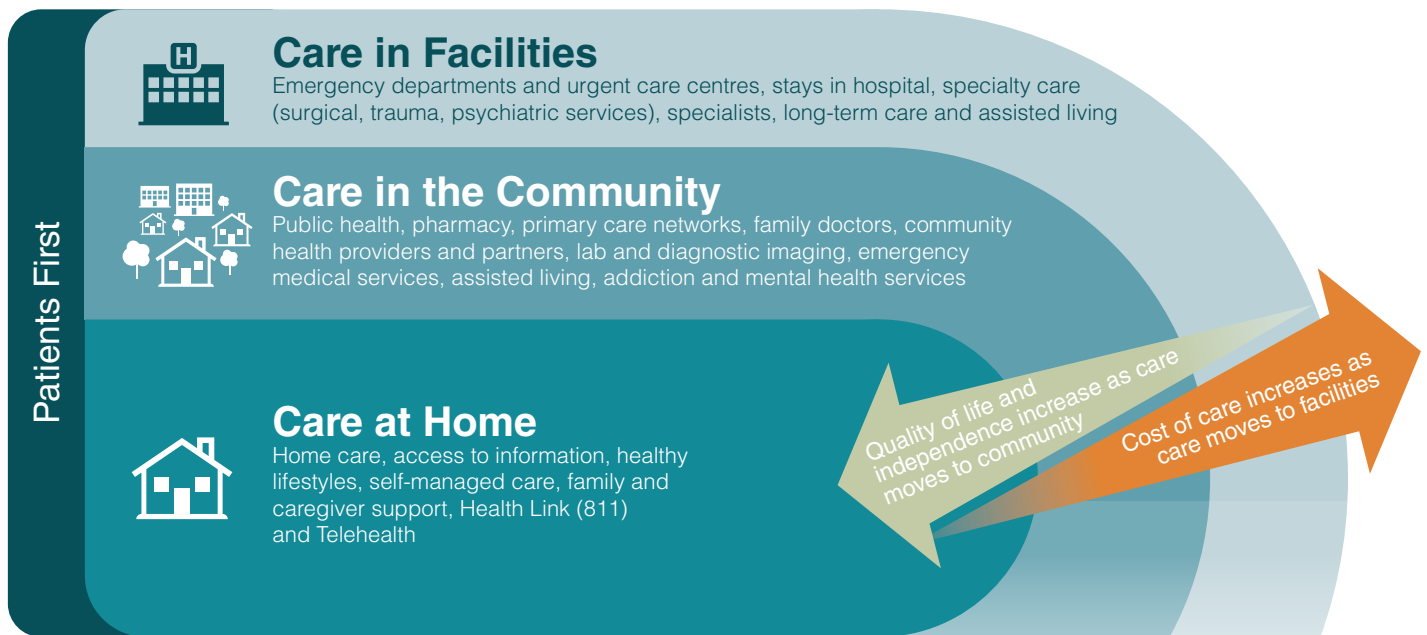 Patients First
H
Care in Facilities
Emergency departments and urgent care centres, stays in hospital, specialty care
(surgical, trauma, psychiatric services), specialists, long-term care and assisted living
Care in the Community
Public health, pharmacy, primary care networks, family doctors, community
health providers and partners, lab and diagnostic imaging, emergency
medical services, assisted living, addiction and mental health services
Care at Home
Home care, access to information, healthy
lifestyles, self-managed care, family and
caregiver support, Health Link (811)
and Telehealth
Quality of life and
independence increase as care
moves to community
Cost of care increases as
care moves to facilities